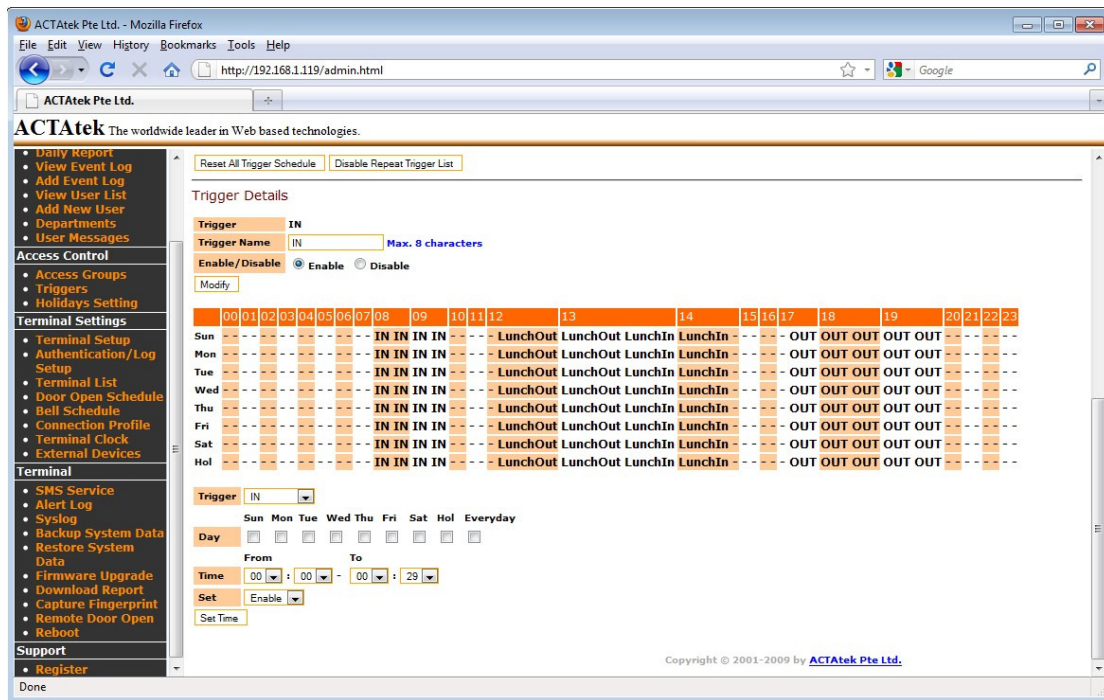 ACTAtek Pte Ltd. - Mozilla Firefox
File Edit View History Bookmarks Tools Help
http://192.168.1.119/admin.html
Google
ACTAtek Pte Ltd.
ACTAtek The worldwide leader in Web based technologies.
• Daily Report
• View Event Log
• Add Event Log
• View User List
• Add New User
• Departments
• User Messages
Access Control
• Access Groups
• Triggers
• Holidays Setting
Terminal Settings
• Terminal Setup
• Authentication/Log
Setup
• Terminal List
• Door Open Schedule
• Bell Schedule
• Connection Profile
• Terminal Clock
• External Devices
Terminal
• SMS Service
• Alert Log
• Syslog
• Backup System Data
• Restore System
Data
• Firmware Upgrade
• Download Report
• Capture Fingerprint
• Remote Door Open
• Reboot
Support
• Register
Reset All Trigger Schedule Disable Repeat Trigger List
Trigger Details
Trigger IN
Trigger Name IN Max. 8 characters
Enable/Disable Enable Disable
Modify
00 01 02 03 04 05 06 07 08 09 10 11 12 13 14 15 16 17 18 19 20 21 22 23
Sun - - - - - - - - - - - - - - - - IN IN IN IN - - - - - LunchOut LunchOut LunchIn LunchIn - - - - - - OUT OUT OUT OUT OUT - - - - - - - -
Mon - - - - - - - - - - - - - - - - IN IN IN IN - - - - - LunchOut LunchOut LunchIn LunchIn - - - - - - OUT OUT OUT OUT OUT - - - - - - - -
Tue - - - - - - - - - - - - - - - - IN IN IN IN - - - - - LunchOut LunchOut LunchIn LunchIn - - - - - - OUT OUT OUT OUT OUT - - - - - - - -
Wed - - - - - - - - - - - - - - - - IN IN IN IN - - - - - LunchOut LunchOut LunchIn LunchIn - - - - - - OUT OUT OUT OUT OUT - - - - - - - -
Thu - - - - - - - - - - - - - - - - IN IN IN IN - - - - - LunchOut LunchOut LunchIn LunchIn - - - - - - OUT OUT OUT OUT OUT - - - - - - - -
Fri - - - - - - - - - - - - - - - - IN IN IN IN - - - - - LunchOut LunchOut LunchIn LunchIn - - - - - - OUT OUT OUT OUT OUT - - - - - - - -
Sat - - - - - - - - - - - - - - - - IN IN IN IN - - - - - LunchOut LunchOut LunchIn LunchIn - - - - - - OUT OUT OUT OUT OUT - - - - - - - -
Hol - - - - - - - - - - - - - - - - IN IN IN IN - - - - - LunchOut LunchOut LunchIn LunchIn - - - - - - OUT OUT OUT OUT OUT - - - - - - - -
Trigger IN
Sun Mon Tue Wed Thu Fri Sat Hol Everyday
Day
From To
Time 00 : 00 - 00 : 29
Set Enable
Set Time
Copyright © 2001-2009 by ACTAtek Pte Ltd.
Done